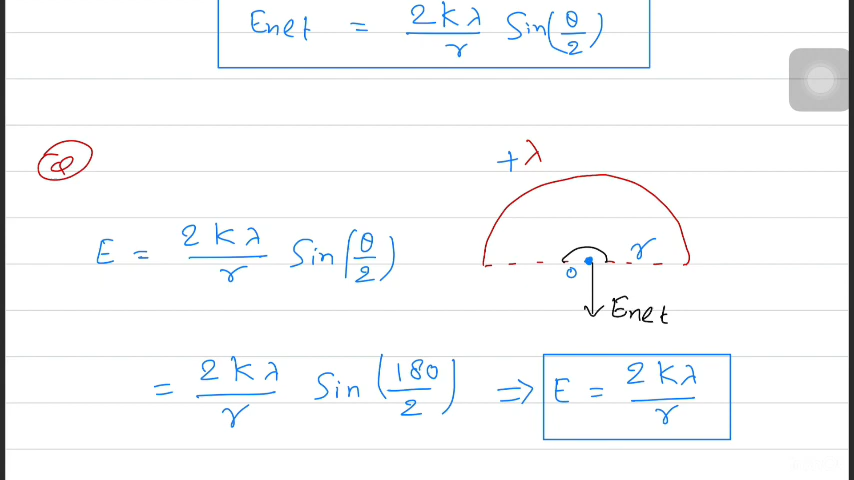 Enet = 2kλ/r Sin(θ/2)
Q
+λ
E = 2kλ/r Sin(θ/2)
r
o
Enet
= 2kλ/r Sin(180/2) ⇒ E = 2kλ/r